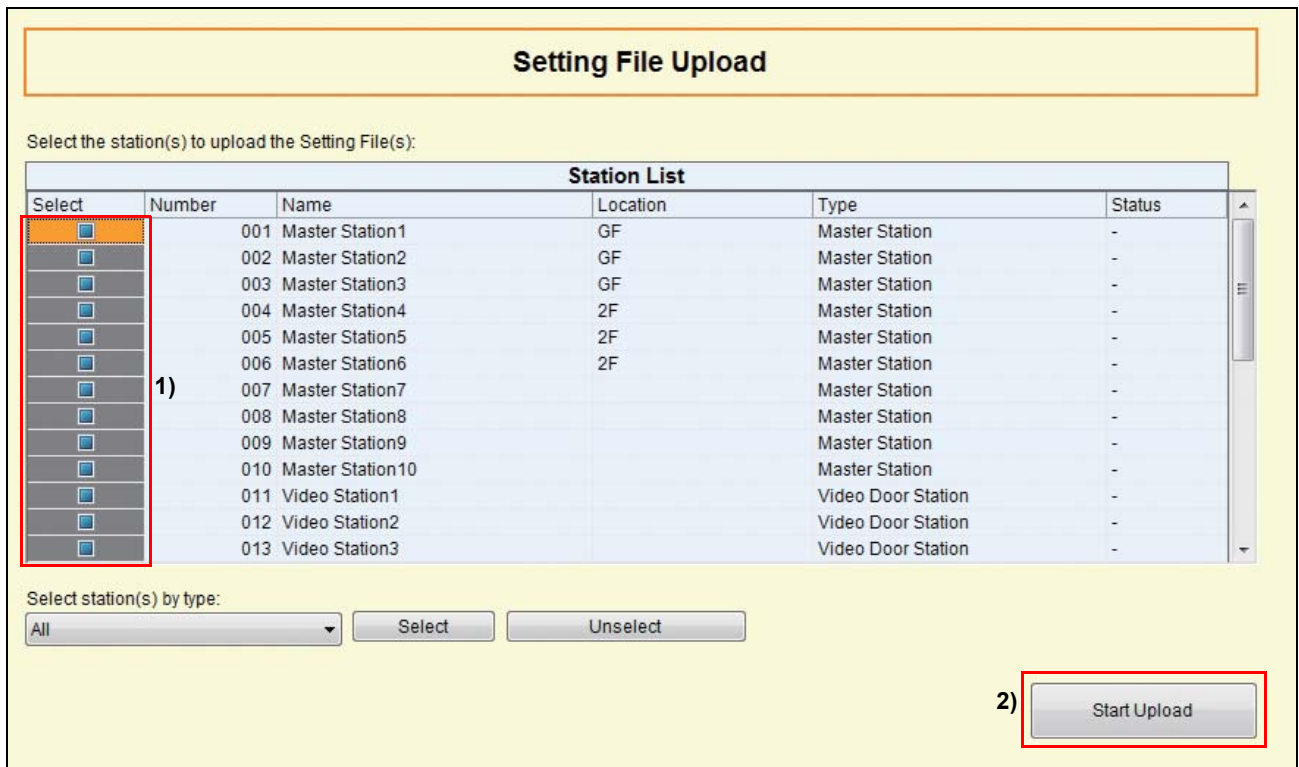 Setting File Upload
Select the station(s) to upload the Setting File(s):
Station List
Select Number Name Location Type Status
001 Master Station1 GF Master Station -
002 Master Station2 GF Master Station -
003 Master Station3 GF Master Station -
004 Master Station4 2F Master Station -
005 Master Station5 2F Master Station -
006 Master Station6 2F Master Station -
1) 007 Master Station7 Master Station -
008 Master Station8 Master Station -
009 Master Station9 Master Station -
010 Master Station10 Master Station -
011 Video Station1 Video Door Station -
012 Video Station2 Video Door Station -
013 Video Station3 Video Door Station -
Select station(s) by type:
All Select Unselect
2) Start Upload